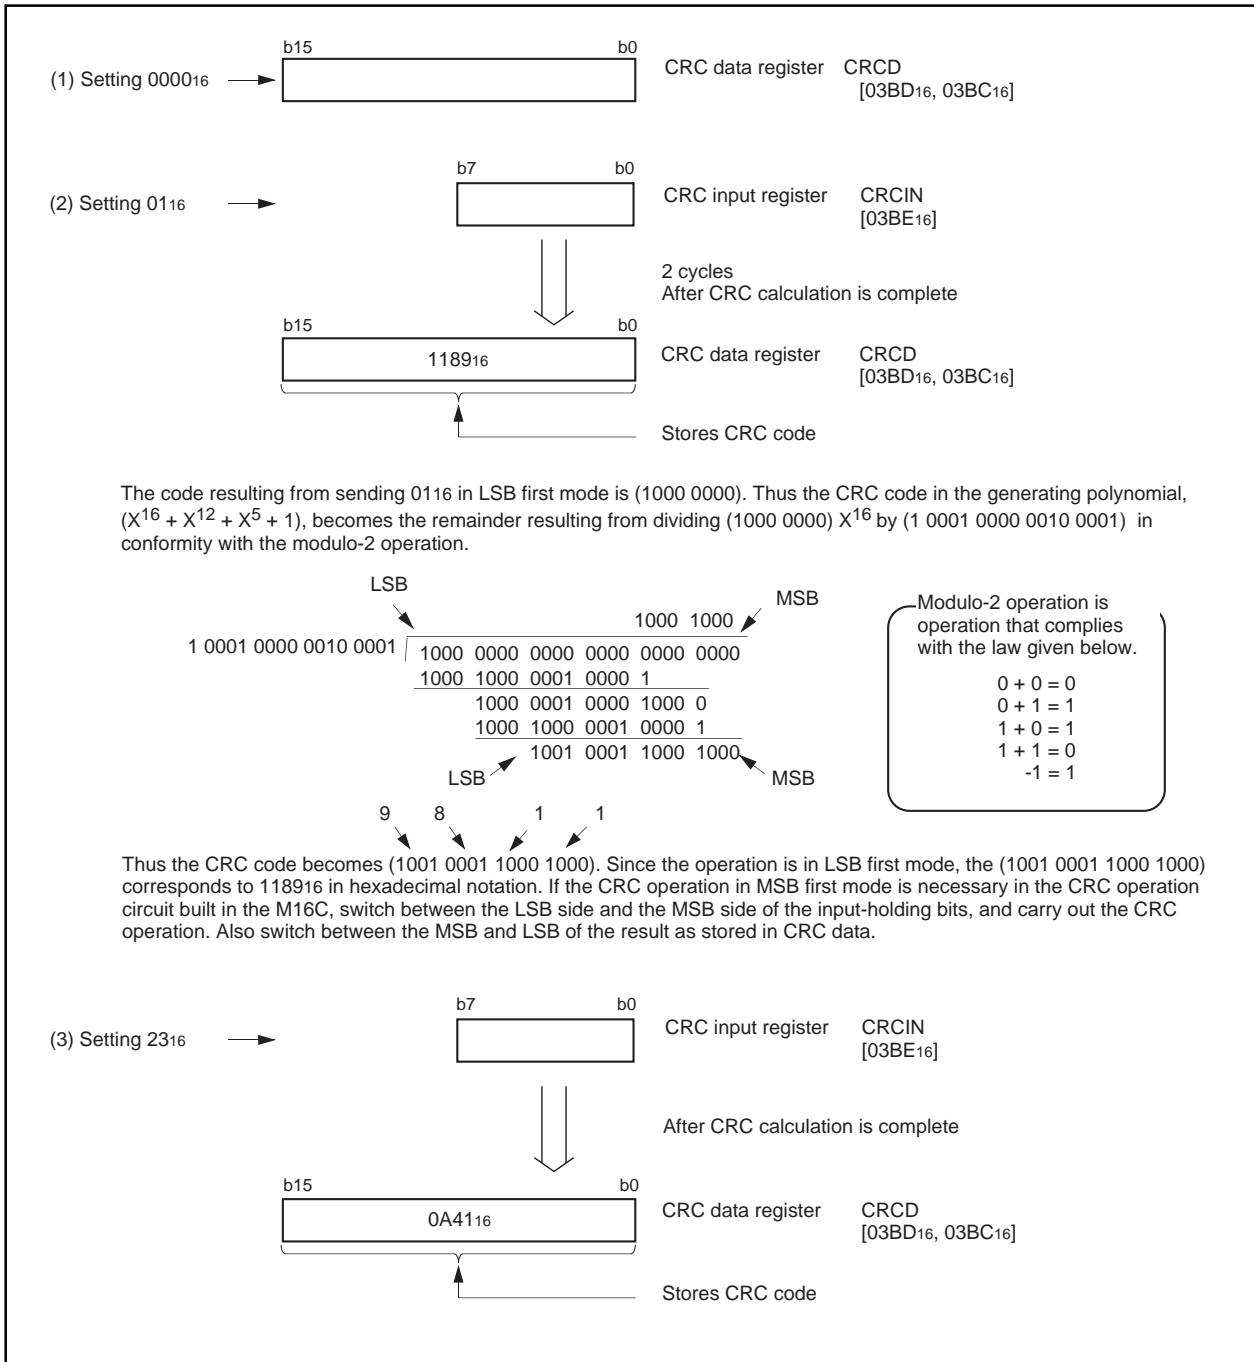 b15 b0
(1) Setting 0000₁₆ CRC data register CRCD
[03BD₁₆, 03BC₁₆]
b7 b0
(2) Setting 01₁₆ CRC input register CRCIN
[03BE₁₆]
2 cycles
After CRC calculation is complete
b15 b0
1189₁₆ CRC data register CRCD
[03BD₁₆, 03BC₁₆]
Stores CRC code
The code resulting from sending 01₁₆ in LSB first mode is (1000 0000). Thus the CRC code in the generating polynomial,
(X¹⁶ + X¹² + X⁵ + 1), becomes the remainder resulting from dividing (1000 0000) X¹⁶ by (1 0001 0000 0010 0001) in
conformity with the modulo-2 operation.
LSB MSB
1000 1000
1 0001 0000 0010 0001 1000 0000 0000 0000 0000 0000
1000 1000 0001 0000 1
1000 0001 0000 1000 0
1000 1000 0001 0000 1
1001 0001 1000 1000
LSB MSB
Modulo-2 operation is
operation that complies
with the law given below.
0 + 0 = 0
0 + 1 = 1
1 + 0 = 1
1 + 1 = 0
-1 = 1
9 8 1 1
Thus the CRC code becomes (1001 0001 1000 1000). Since the operation is in LSB first mode, the (1001 0001 1000 1000)
corresponds to 1189₁₆ in hexadecimal notation. If the CRC operation in MSB first mode is necessary in the CRC operation
circuit built in the M16C, switch between the LSB side and the MSB side of the input-holding bits, and carry out the CRC
operation. Also switch between the MSB and LSB of the result as stored in CRC data.
b7 b0
(3) Setting 23₁₆ CRC input register CRCIN
[03BE₁₆]
After CRC calculation is complete
b15 b0
0A41₁₆ CRC data register CRCD
[03BD₁₆, 03BC₁₆]
Stores CRC code